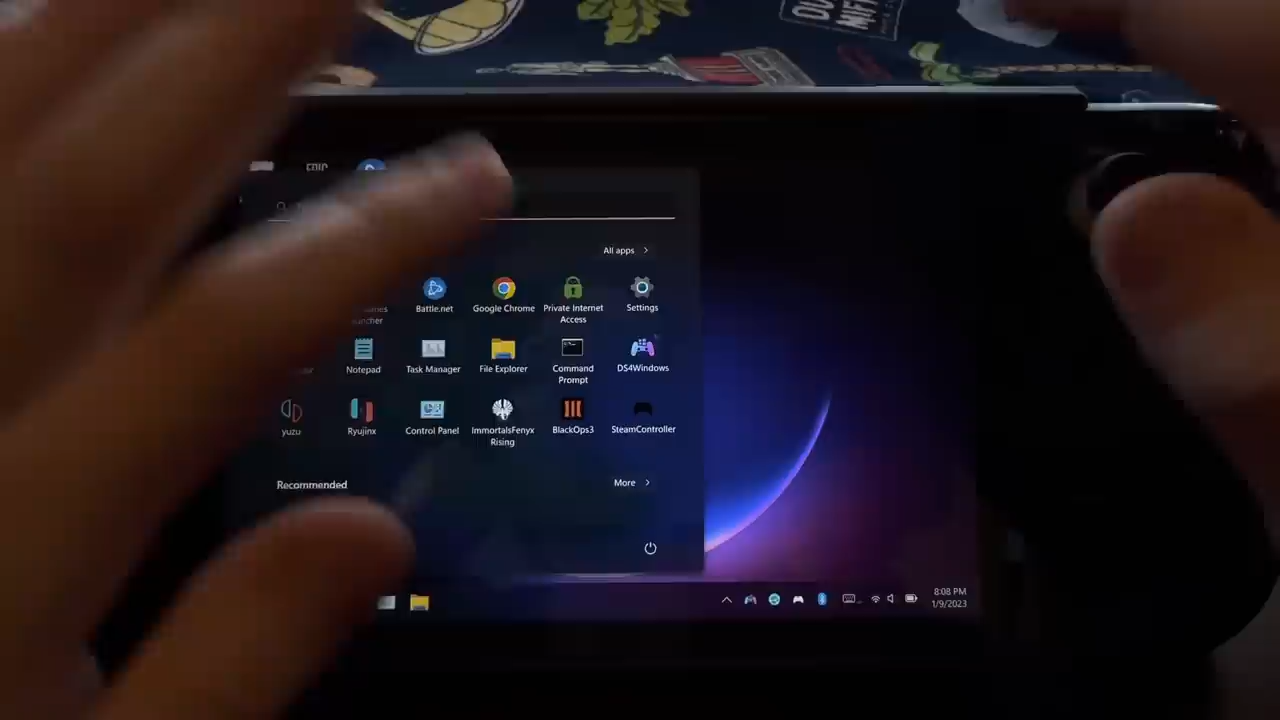 EPIC
All apps
Battle.net
Google Chrome
Private Internet
Access
Settings
Notepad
Task Manager
File Explorer
Command
Prompt
DS4Windows
yuzu
Ryujinx
Control Panel
ImmortalsFenyx
Rising
BlackOps3
SteamController
Recommended
More
8:08 PM
1/9/2023